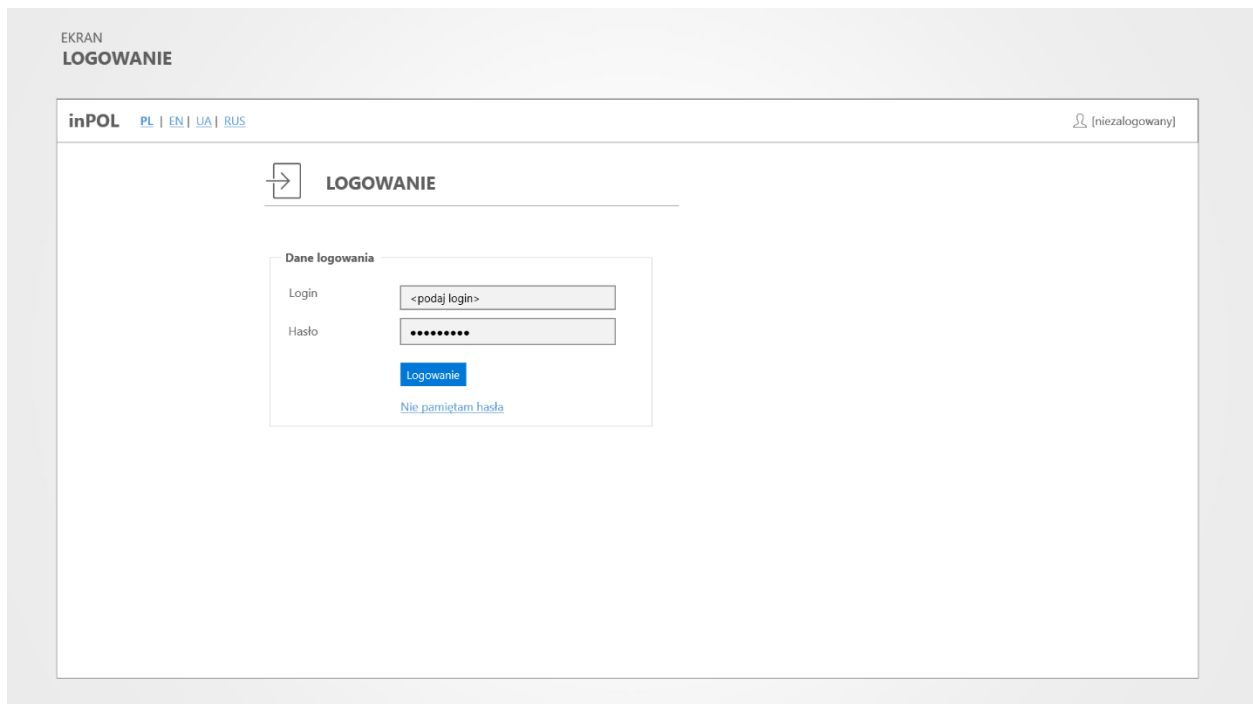 EKRAN
LOGOWANIE
inPOL PL | EN | UA | RUS [niezalogowany]
LOGOWANIE
Dane logowania
Login <podaj login>
Hasło •••••••••
Logowanie
Nie pamiętam hasła